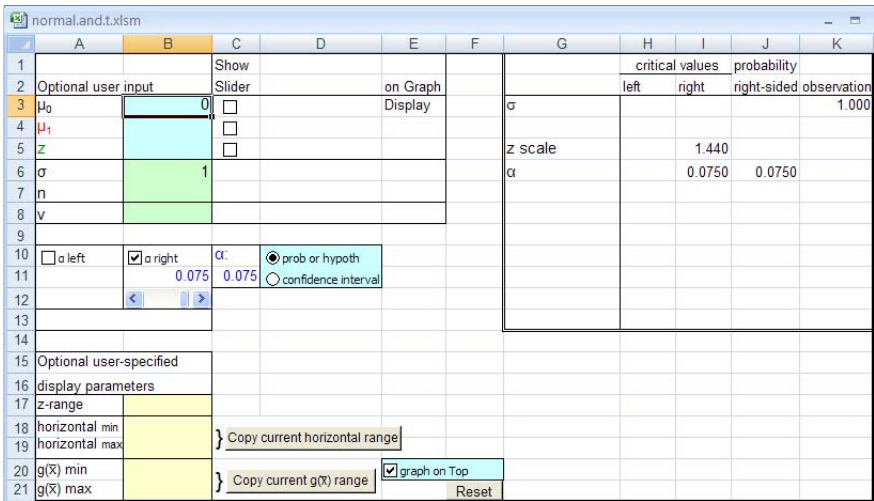 normal.and.t.xlsm
A B C D E F G H I J K
1 Show critical values probability
2 Optional user input Slider on Graph left right right-sided observation
3 μ0 0 Display σ 1.000
4 μ1
5 z z scale 1.440
6 σ 1 α 0.0750 0.0750
7 n
8 ν
9
10 α left α right α: prob or hypoth
11 0.075 0.075 confidence interval
12
13
14
15 Optional user-specified
16 display parameters
17 z-range
18 horizontal min } Copy current horizontal range
19 horizontal max
20 g(x̅) min } Copy current g(x̅) range graph on Top
21 g(x̅) max Reset